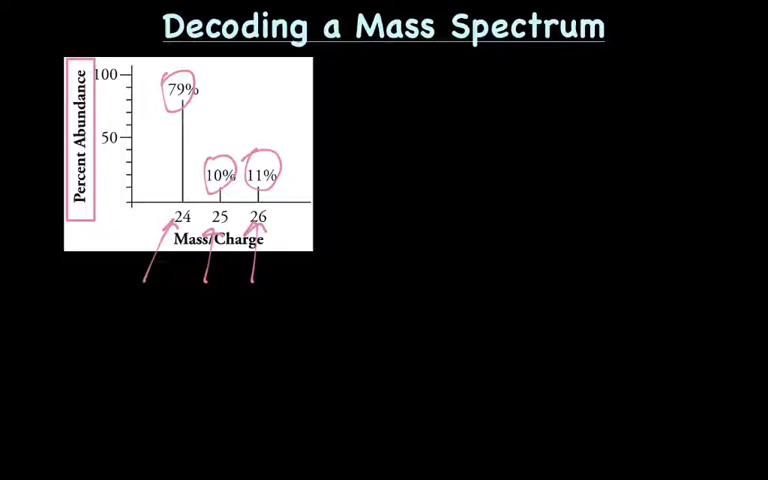 Decoding a Mass Spectrum
Percent Abundance
100
50
79%
10%
11%
24 25 26
Mass/Charge